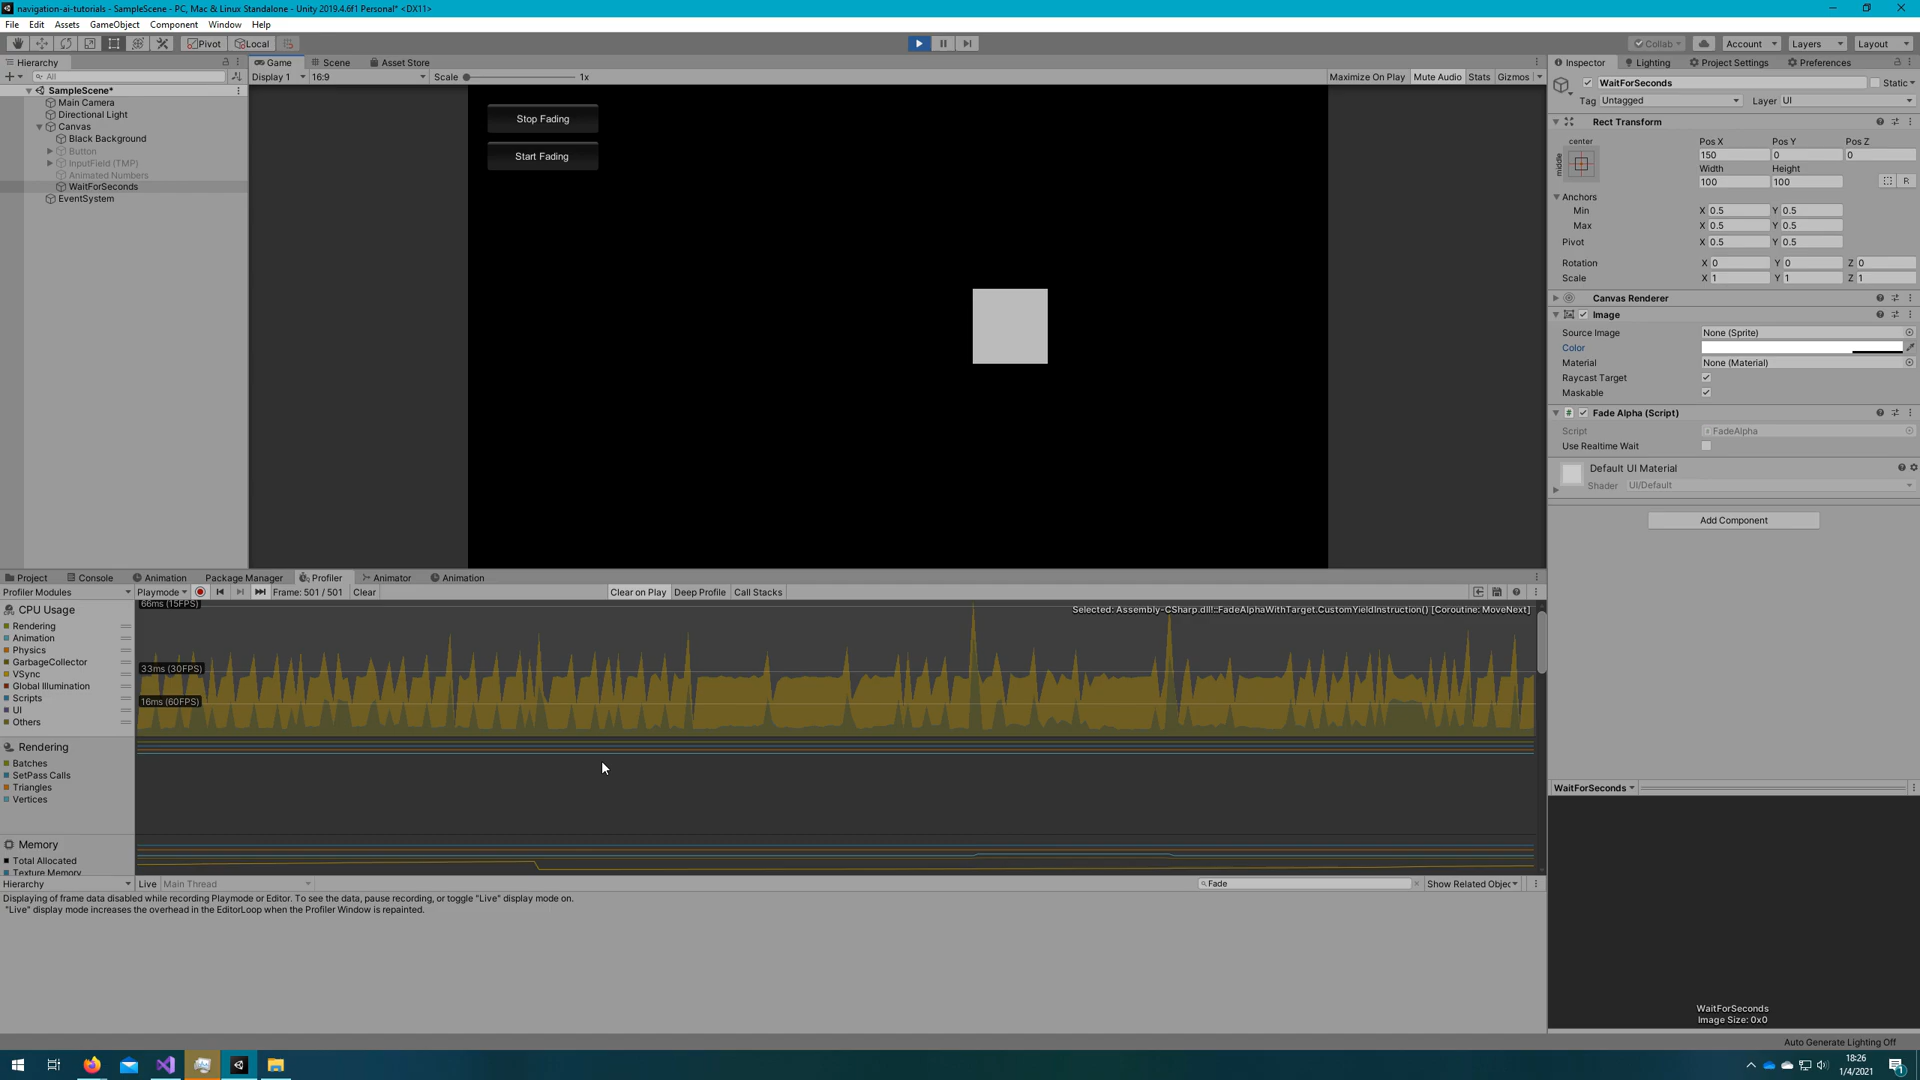 navigation-ai-tutorials - SampleScene - PC, Mac & Linux Standalone - Unity 2019.4.6f1 Personal* <DX11>
File Edit Assets GameObject Component Window Help
Pivot Local Collab Account Layers Layout
Hierarchy
All
SampleScene*
Main Camera
Directional Light
Canvas
Black Background
Button
InputField (TMP)
Animated Numbers
WaitForSeconds
EventSystem
Game Scene Asset Store
Display 1 16:9 Scale 1x Maximize On Play Mute Audio Stats Gizmos
Stop Fading
Start Fading
Inspector Lighting Project Settings Preferences
WaitForSeconds Static
Tag Untagged Layer UI
Rect Transform
center
middle
Pos X Pos Y Pos Z
150 0 0
Width Height
100 100 R
Anchors
Min X 0.5 Y 0.5
Max X 0.5 Y 0.5
Pivot X 0.5 Y 0.5
Rotation X 0 Y 0 Z 0
Scale X 1 Y 1 Z 1
Canvas Renderer
Image
Source Image None (Sprite)
Color
Material None (Material)
Raycast Target
Maskable
# Fade Alpha (Script)
Script FadeAlpha
Use Realtime Wait
Default UI Material
Shader UI/Default
Add Component
Project Console Animation Package Manager Profiler Animator Animation
Profiler Modules Playmode Frame: 501 / 501 Clear Clear on Play Deep Profile Call Stacks
66ms (15FPS)
Selected: Assembly-CSharp.dll!::FadeAlphaWithTarget.CustomYieldInstruction() [Coroutine: MoveNext]
33ms (30FPS)
16ms (60FPS)
CPU Usage
Rendering
Animation
Physics
GarbageCollector
VSync
Global Illumination
Scripts
UI
Others
Rendering
Batches
SetPass Calls
Triangles
Vertices
Memory
Total Allocated
Texture Memory
Hierarchy Live Main Thread Fade Show Related Objec
Displaying of frame data disabled while recording Playmode or Editor. To see the data, pause recording, or toggle "Live" display mode on.
"Live" display mode increases the overhead in the EditorLoop when the Profiler Window is repainted.
WaitForSeconds
WaitForSeconds
Image Size: 0x0
Auto Generate Lighting Off
18:26
1/4/2021
1